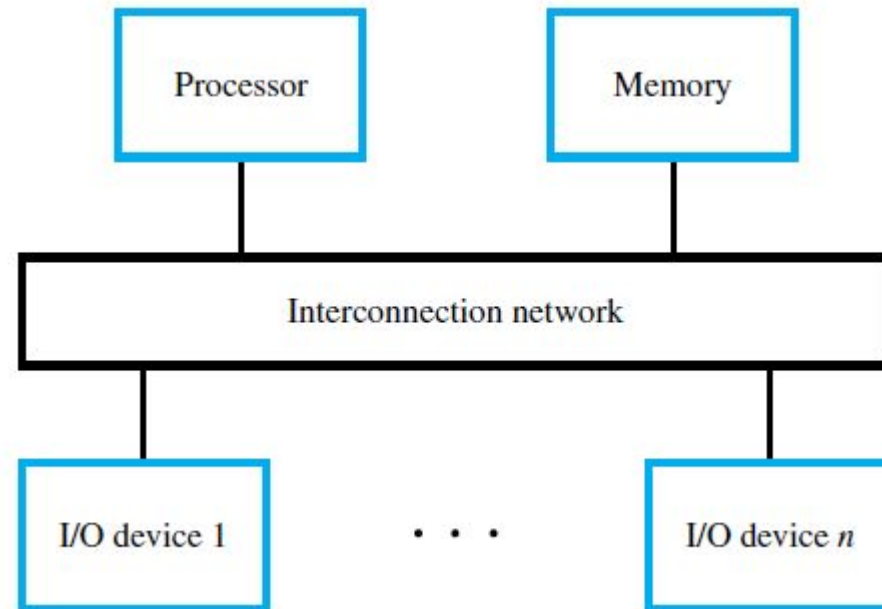 Processor
Memory
Interconnection network
I/O device 1
. . .
I/O device n